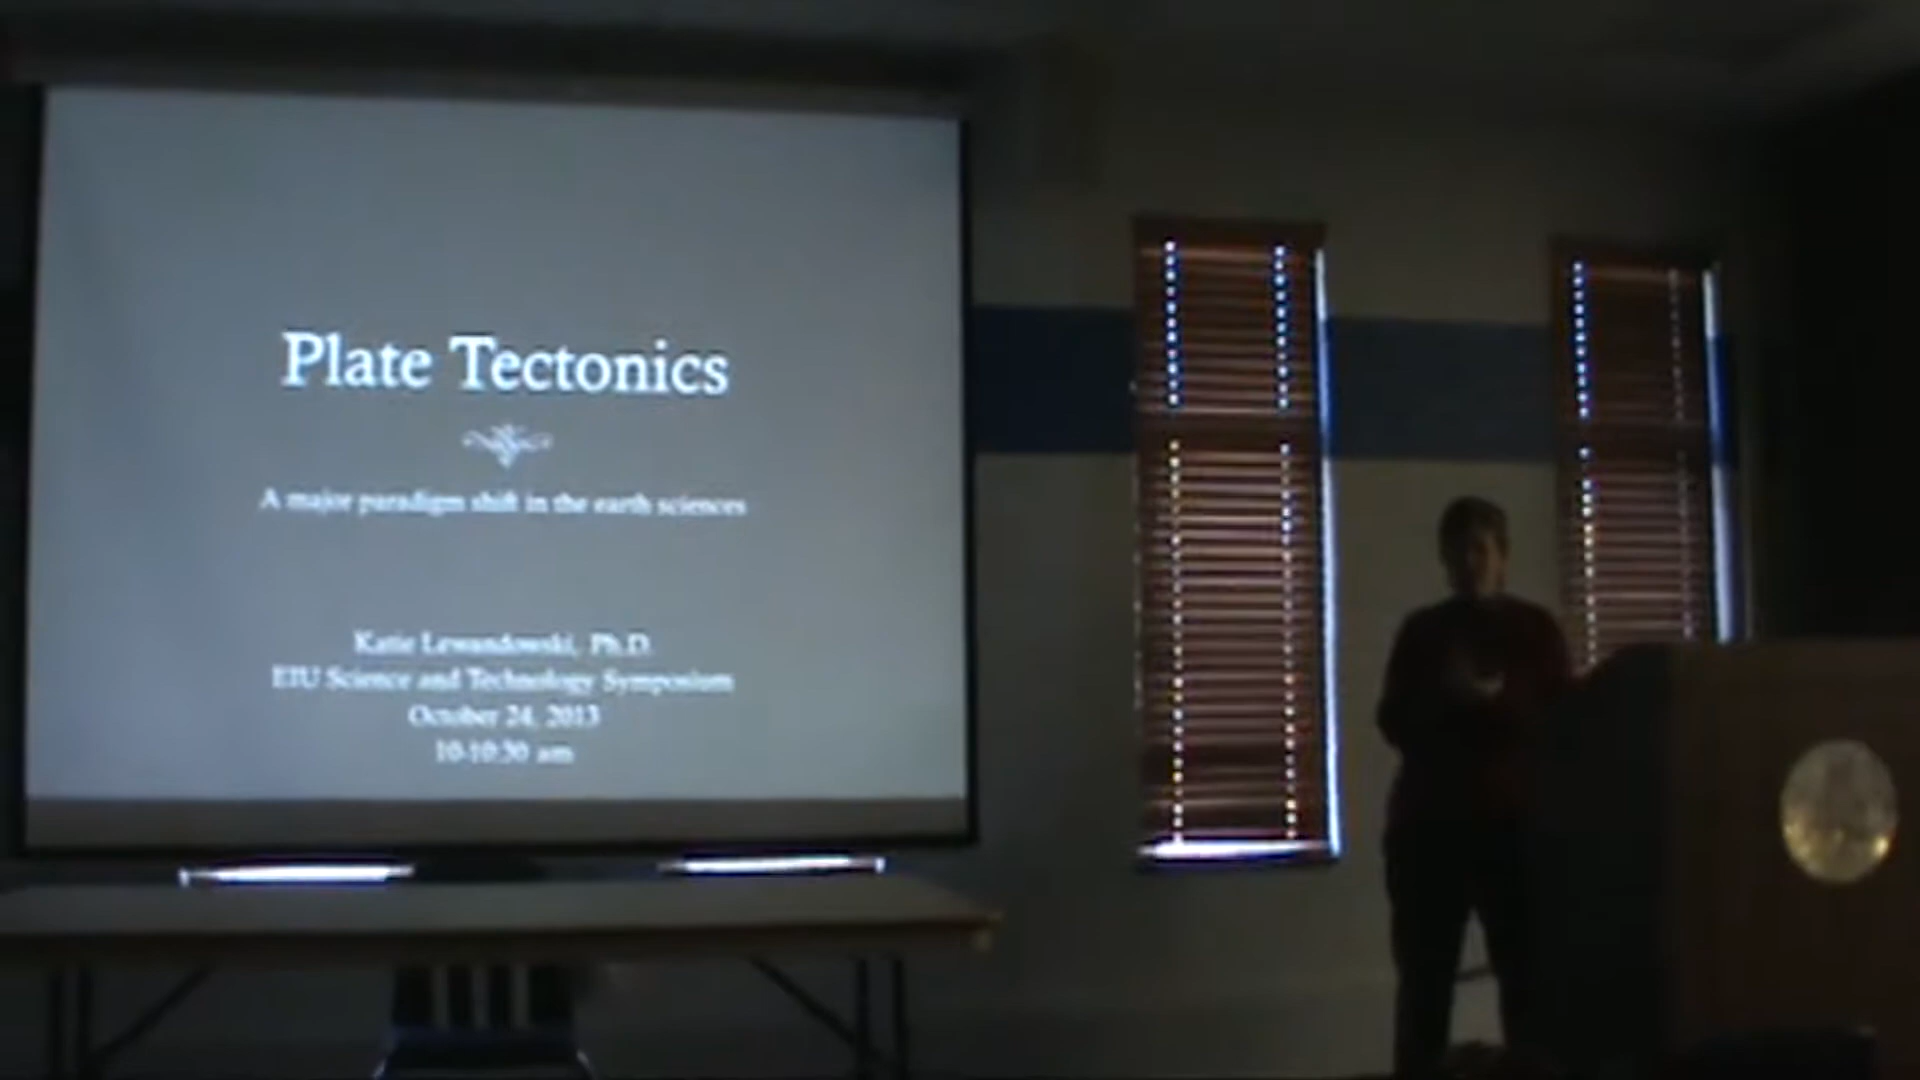 Plate Tectonics
A major paradigm shift in the earth sciences
Katie Lewandowski, Ph.D.
EIU Science and Technology Symposium
October 24, 2013
10-10:30 am